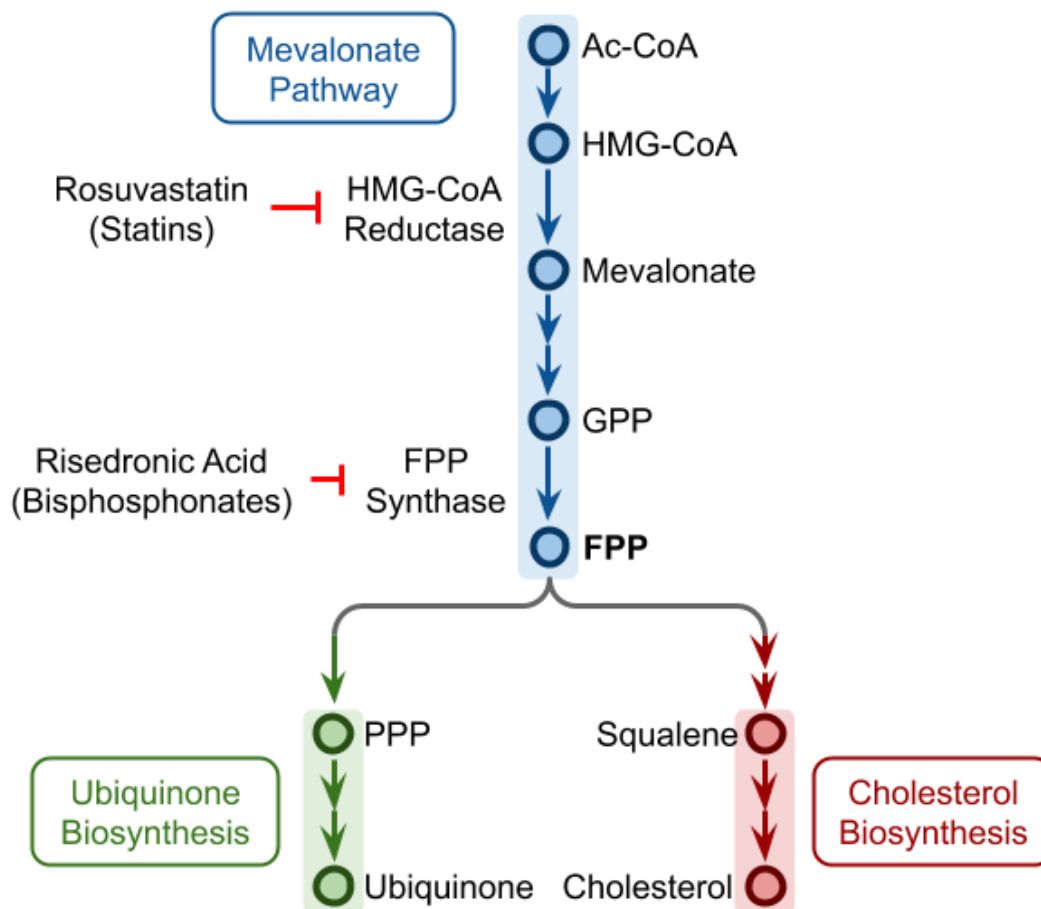 Mevalonate
Pathway
Ac-CoA
HMG-CoA
Rosuvastatin
(Statins)
HMG-CoA
Reductase
Mevalonate
GPP
Risedronic Acid
(Bisphosphonates)
FPP
Synthase
FPP
PPP
Squalene
Ubiquinone
Biosynthesis
Cholesterol
Biosynthesis
Ubiquinone
Cholesterol